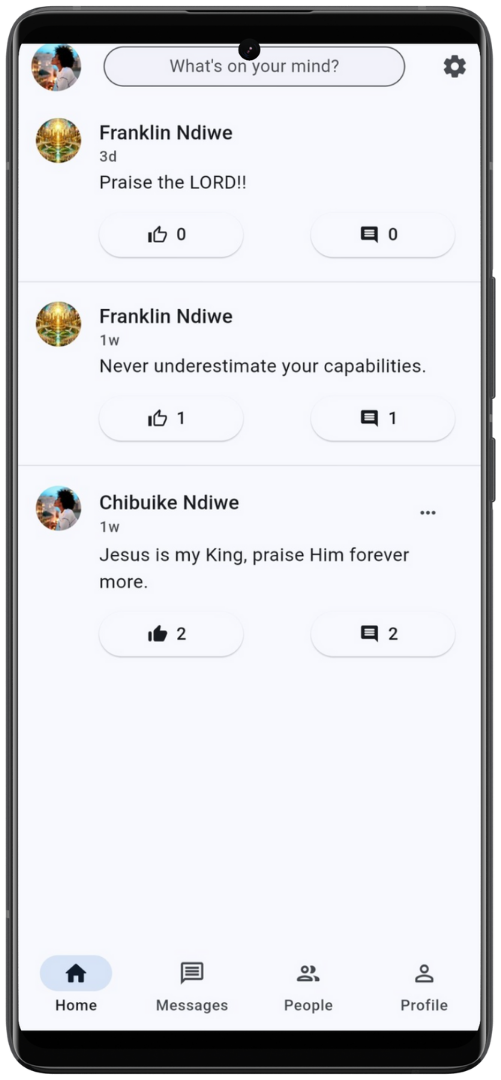 What's on your mind?
Franklin Ndiwe
3d
Praise the LORD!!
0 0
Franklin Ndiwe
1w
Never underestimate your capabilities.
1 1
Chibuike Ndiwe
1w
Jesus is my King, praise Him forever
more.
2 2
Home Messages People Profile